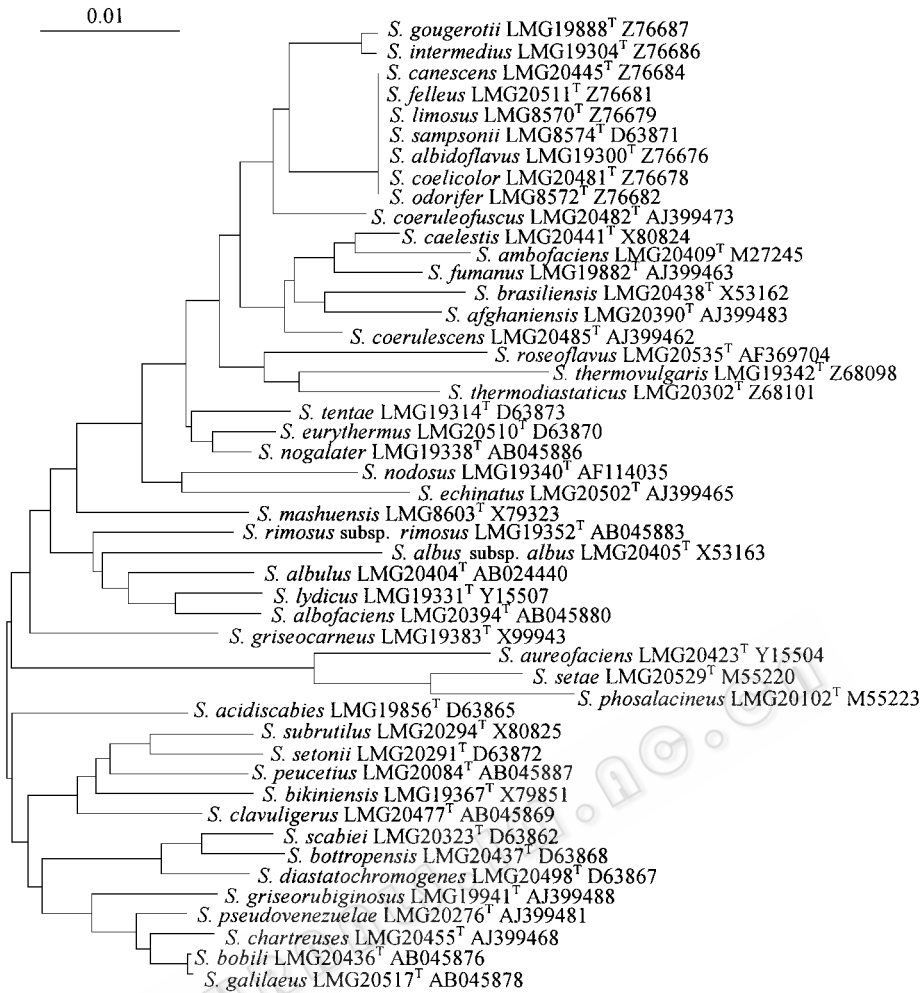 0.01
S. gougerotii LMG19888T Z76687
S. intermedius LMG19304T Z76686
S. canescens LMG20445T Z76684
S. felleus LMG20511T Z76681
S. limosus LMG8570T Z76679
S. sampsonii LMG8574T D63871
S. albidoflavus LMG19300T Z76676
S. coelicolor LMG20481T Z76678
S. odorifer LMG8572T Z76682
S. coeruleofuscus LMG20482T AJ399473
S. caelestis LMG20441T X80824
S. ambofaciens LMG20409T M27245
S. fumanus LMG19882T AJ399463
S. brasiliensis LMG20438T X53162
S. afghaniensis LMG20390T AJ399483
S. coerulescens LMG20485T AJ399462
S. roseoflavus LMG20535T AF369704
S. thermovulgaris LMG19342T Z68098
S. thermodiastaticus LMG20302T Z68101
S. tentae LMG19314T D63873
S. eurythermus LMG20510T D63870
S. nogalater LMG19338T AB045886
S. nodosus LMG19340T AF114035
S. echinatus LMG20502T AJ399465
S. mashuensis LMG8603T X79323
S. rimosus subsp. rimosus LMG19352T AB045883
S. albus subsp. albus LMG20405T X53163
S. albulus LMG20404T AB024440
S. lydicus LMG19331T Y15507
S. albofaciens LMG20394T AB045880
S. griseocarneus LMG19383T X99943
S. aureofaciens LMG20423T Y15504
S. setae LMG20529T M55220
S. phosalacineus LMG20102T M55223
S. acidiscabies LMG19856T D63865
S. subrutilus LMG20294T X80825
S. setonii LMG20291T D63872
S. peucetius LMG20084T AB045887
S. bikiniensis LMG19367T X79851
S. clavuligerus LMG20477T AB045869
S. scabiei LMG20323T D63862
S. bottropensis LMG20437T D63868
S. diastatochromogenes LMG20498T D63867
S. griseorubiginosus LMG19941T AJ399488
S. pseudovenezuelae LMG20276T AJ399481
S. chartreuses LMG20455T AJ399468
S. bobili LMG20436T AB045876
S. galilaeus LMG20517T AB045878